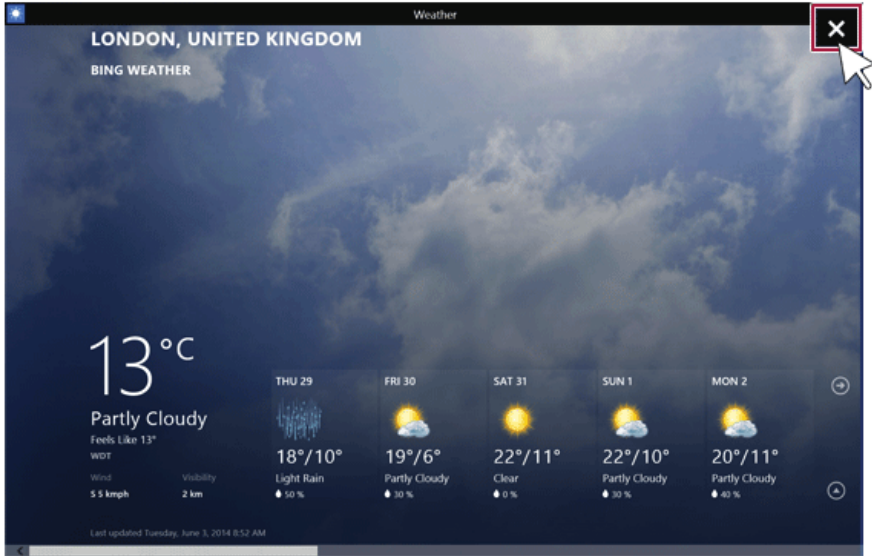 Weather
LONDON, UNITED KINGDOM
BING WEATHER
13°C
Partly Cloudy
Feels Like 13°
WDT
Wind
S 5 kmph
Visibility
2 km
THU 29
18°/10°
Light Rain
50 %
FRI 30
19°/6°
Partly Cloudy
30 %
SAT 31
22°/11°
Clear
0 %
SUN 1
22°/10°
Partly Cloudy
30 %
MON 2
20°/11°
Partly Cloudy
40 %
Last updated Tuesday, June 3, 2014 8:52 AM